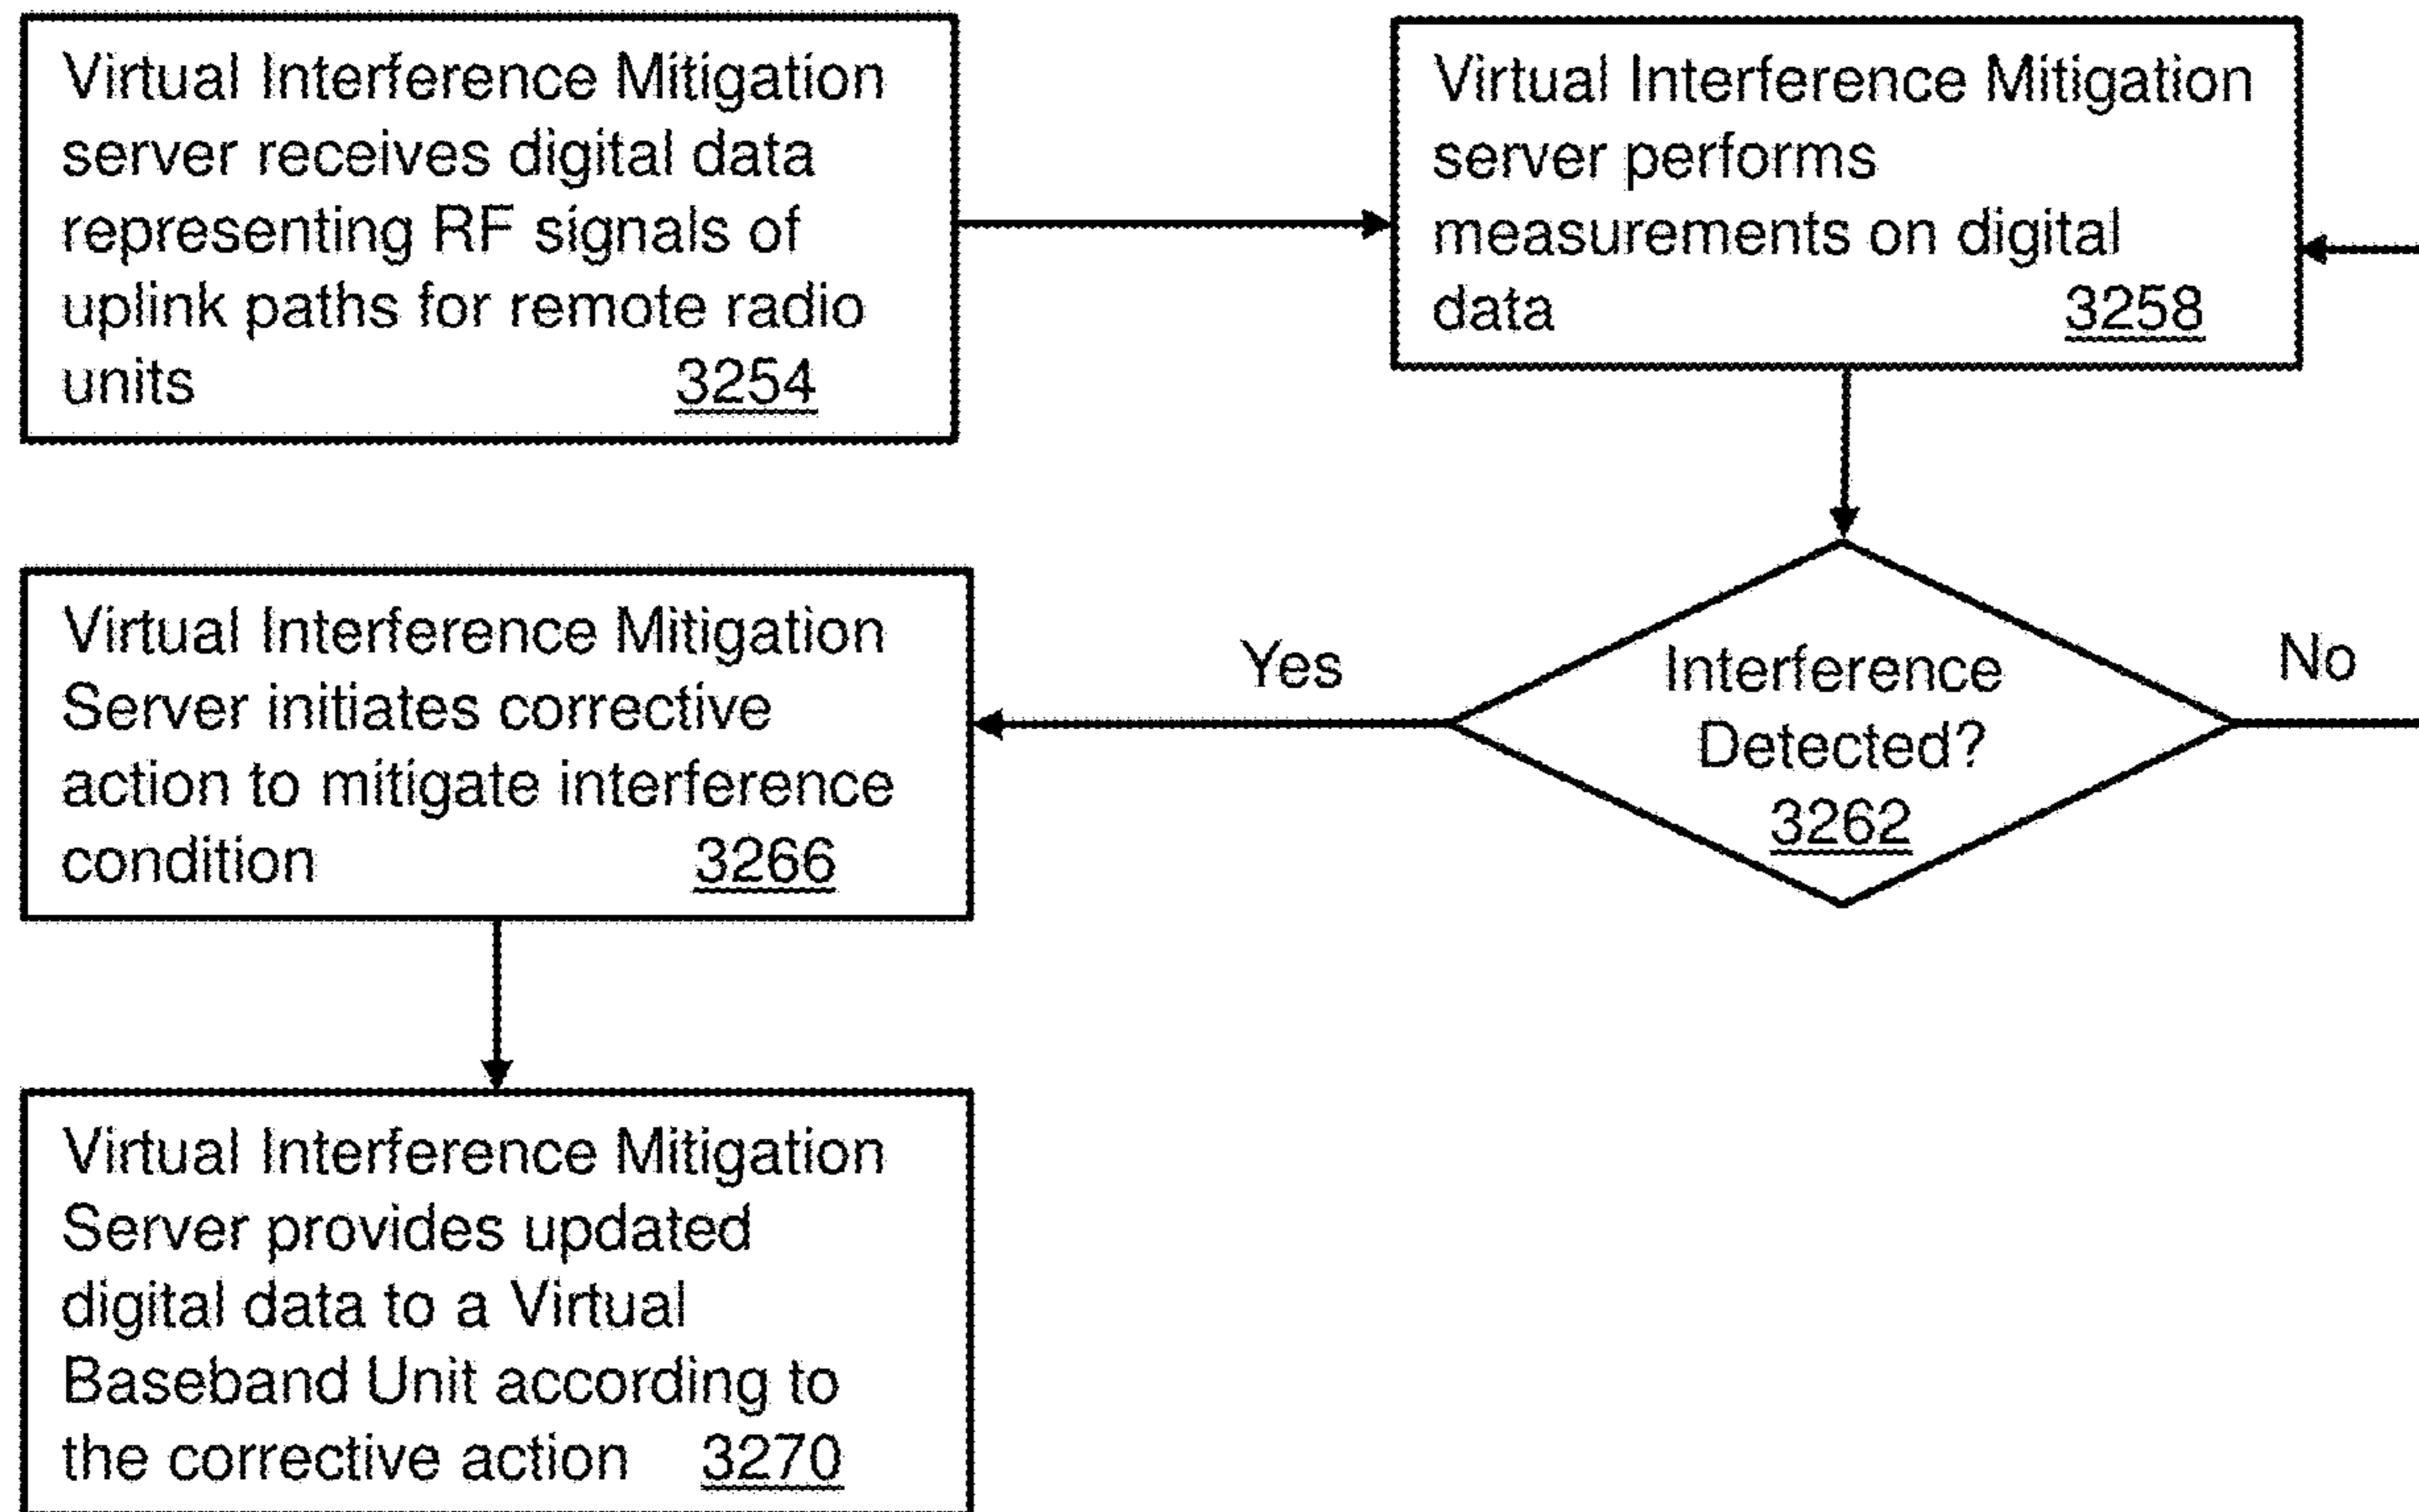 Virtual Interference Mitigation
server receives digital data
representing RF signals of
uplink paths for remote radio
units 3254
Virtual Interference Mitigation
server performs
measurements on digital
data 3258
Interference
Detected?
3262
Yes
No
Virtual Interference Mitigation
Server initiates corrective
action to mitigate interference
condition 3266
Virtual Interference Mitigation
Server provides updated
digital data to a Virtual
Baseband Unit according to
the corrective action 3270